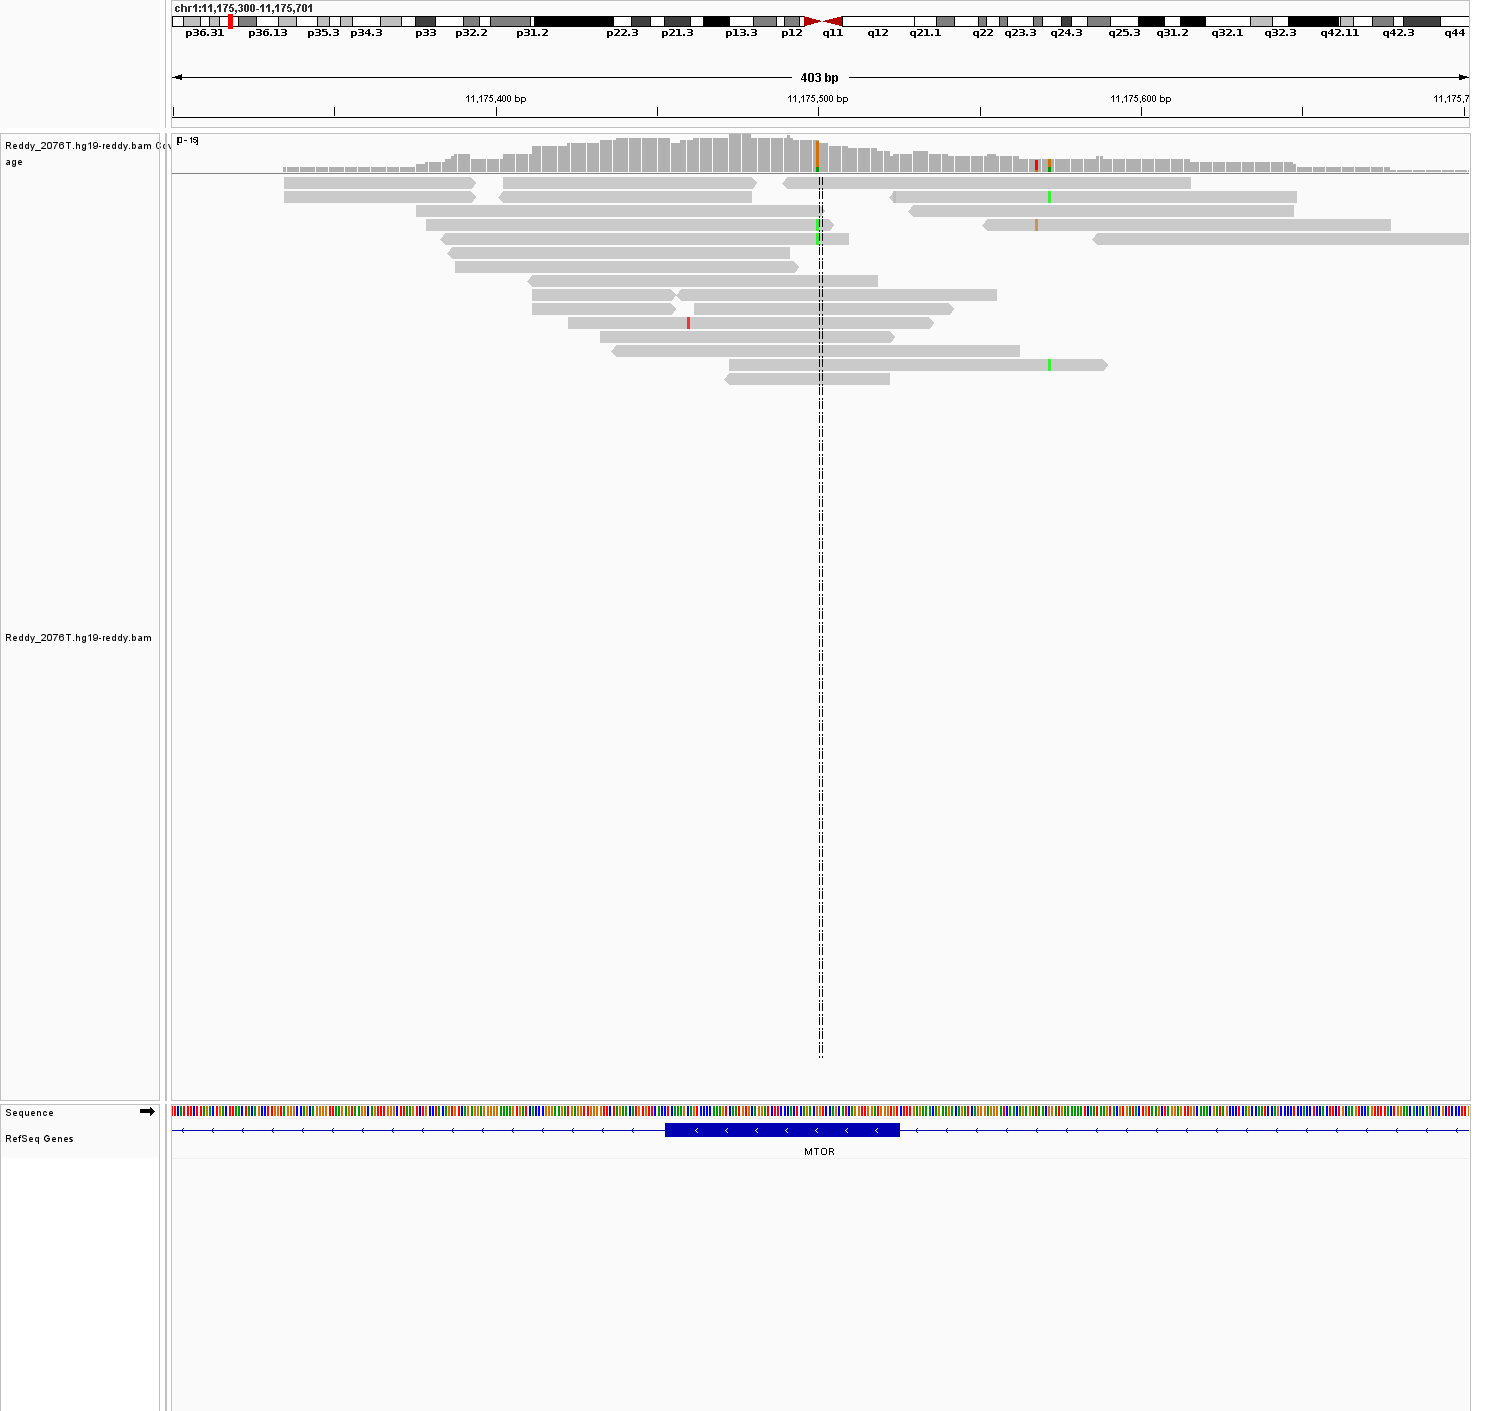 chr1:11,175,300-11,175,701
p36.31 p36.13 p35.3 p34.3 p33 p32.2 p31.2 p22.3 p21.3 p13.3 p12 q11 q12 q21.1 q22 q23.3 q24.3 q25.3 q31.2 q32.1 q32.3 q42.11 q42.3 q44
403 bp
11,175,400 bp 11,175,500 bp 11,175,600 bp 11,175,7
Reddy_2076T.hg19-reddy.bam Cov
age
[0 - 19]
Reddy_2076T.hg19-reddy.bam
Sequence
RefSeq Genes
MTOR